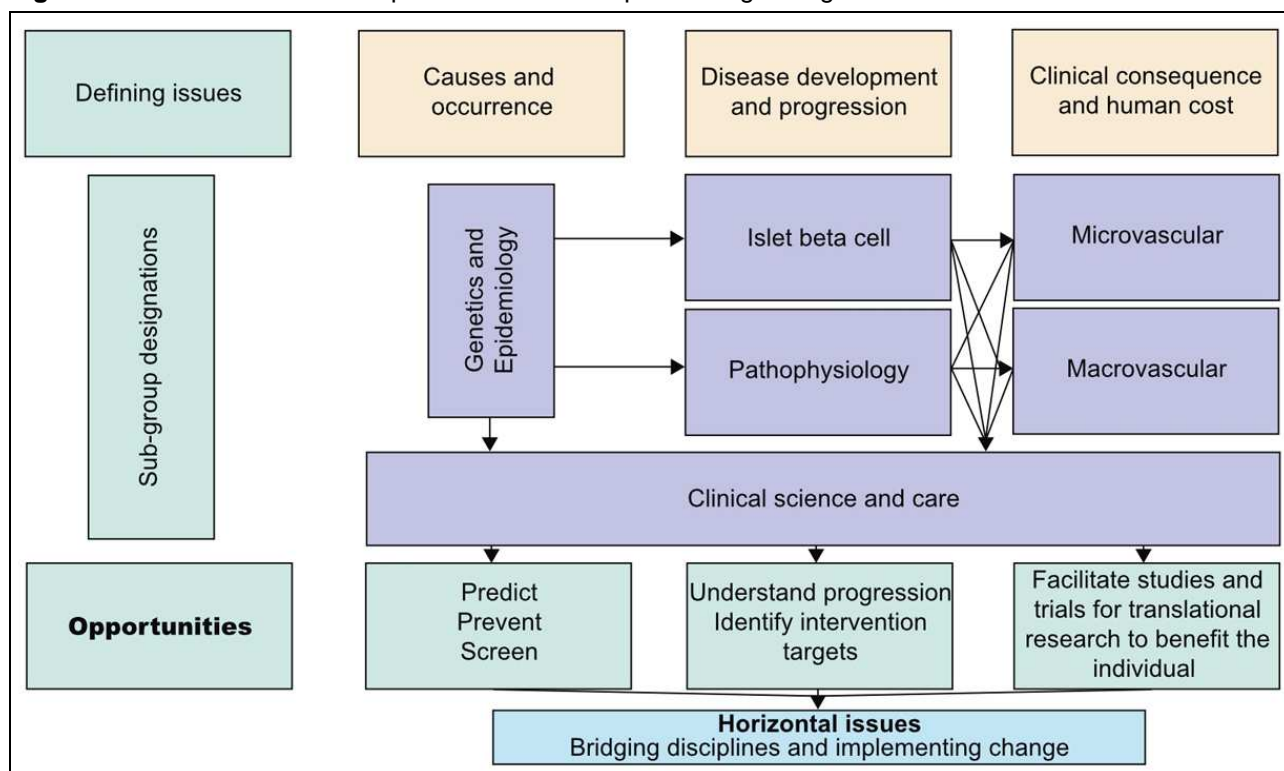 Defining issues
Causes and
occurrence
Disease development
and progression
Clinical consequence
and human cost
Sub-group designations
Genetics and
Epidemiology
Islet beta cell
Microvascular
Pathophysiology
Macrovascular
Clinical science and care
Opportunities
Predict
Prevent
Screen
Understand progression
Identify intervention
targets
Facilitate studies and
trials for translational
research to benefit the
individual
Horizontal issues
Bridging disciplines and implementing change